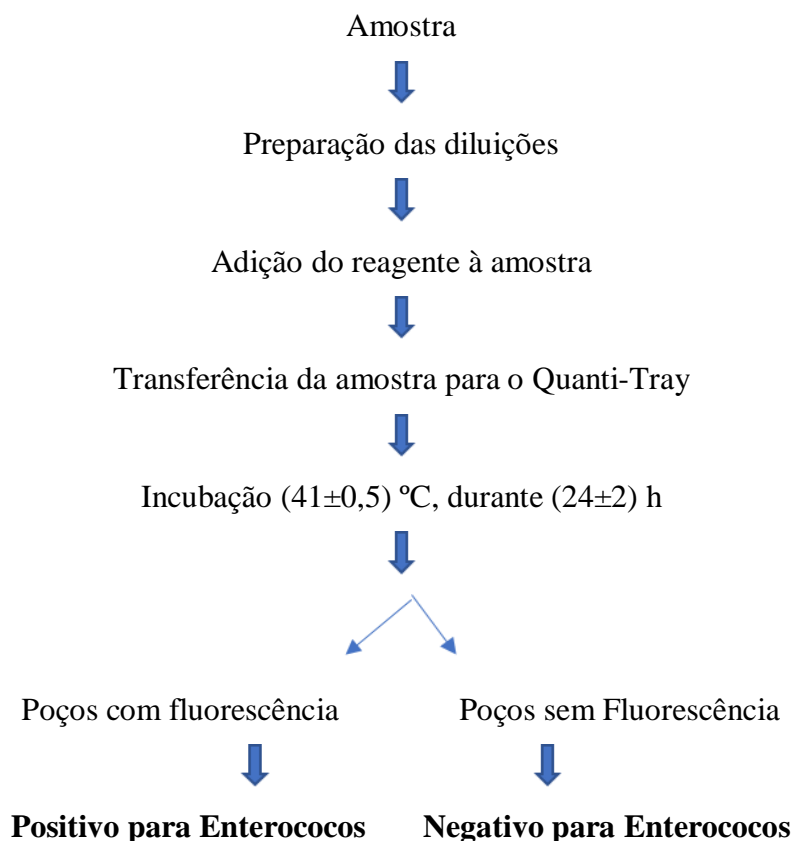 Amostra
Preparação das diluições
Adição do reagente à amostra
Transferência da amostra para o Quanti-Tray
Incubação (41±0,5) ºC, durante (24±2) h
Poços com fluorescência
Poços sem Fluorescência
Positivo para Enterococos
Negativo para Enterococos